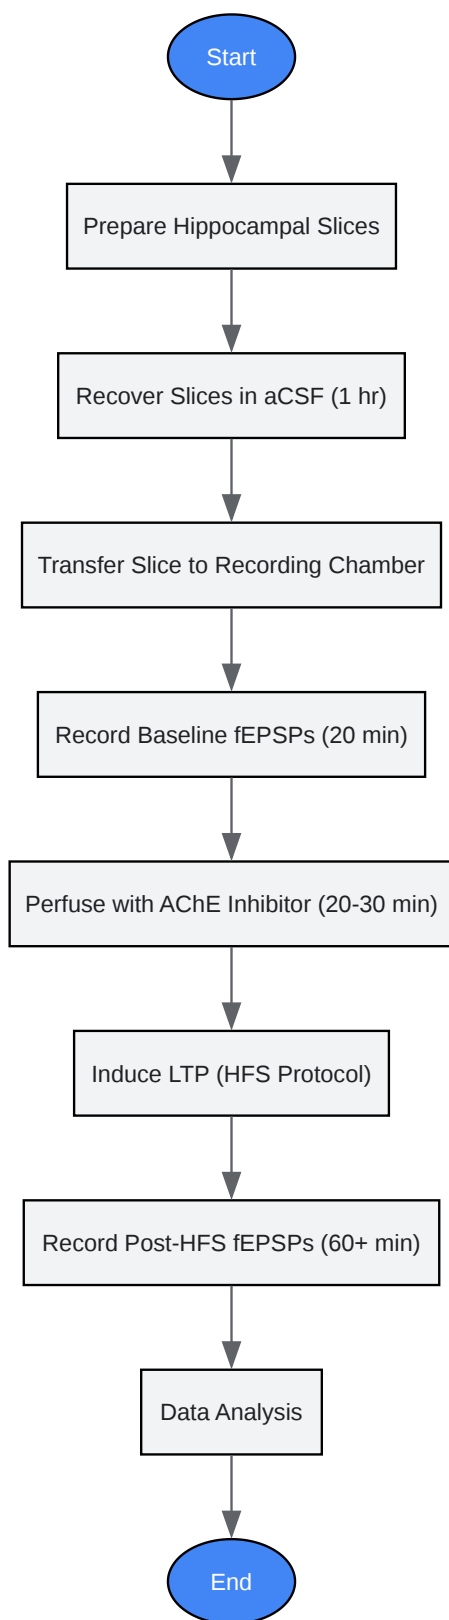 Start
Prepare Hippocampal Slices
Recover Slices in aCSF (1 hr)
Transfer Slice to Recording Chamber
Record Baseline fEPSPs (20 min)
Perfuse with AChE Inhibitor (20-30 min)
Induce LTP (HFS Protocol)
Record Post-HFS fEPSPs (60+ min)
Data Analysis
End